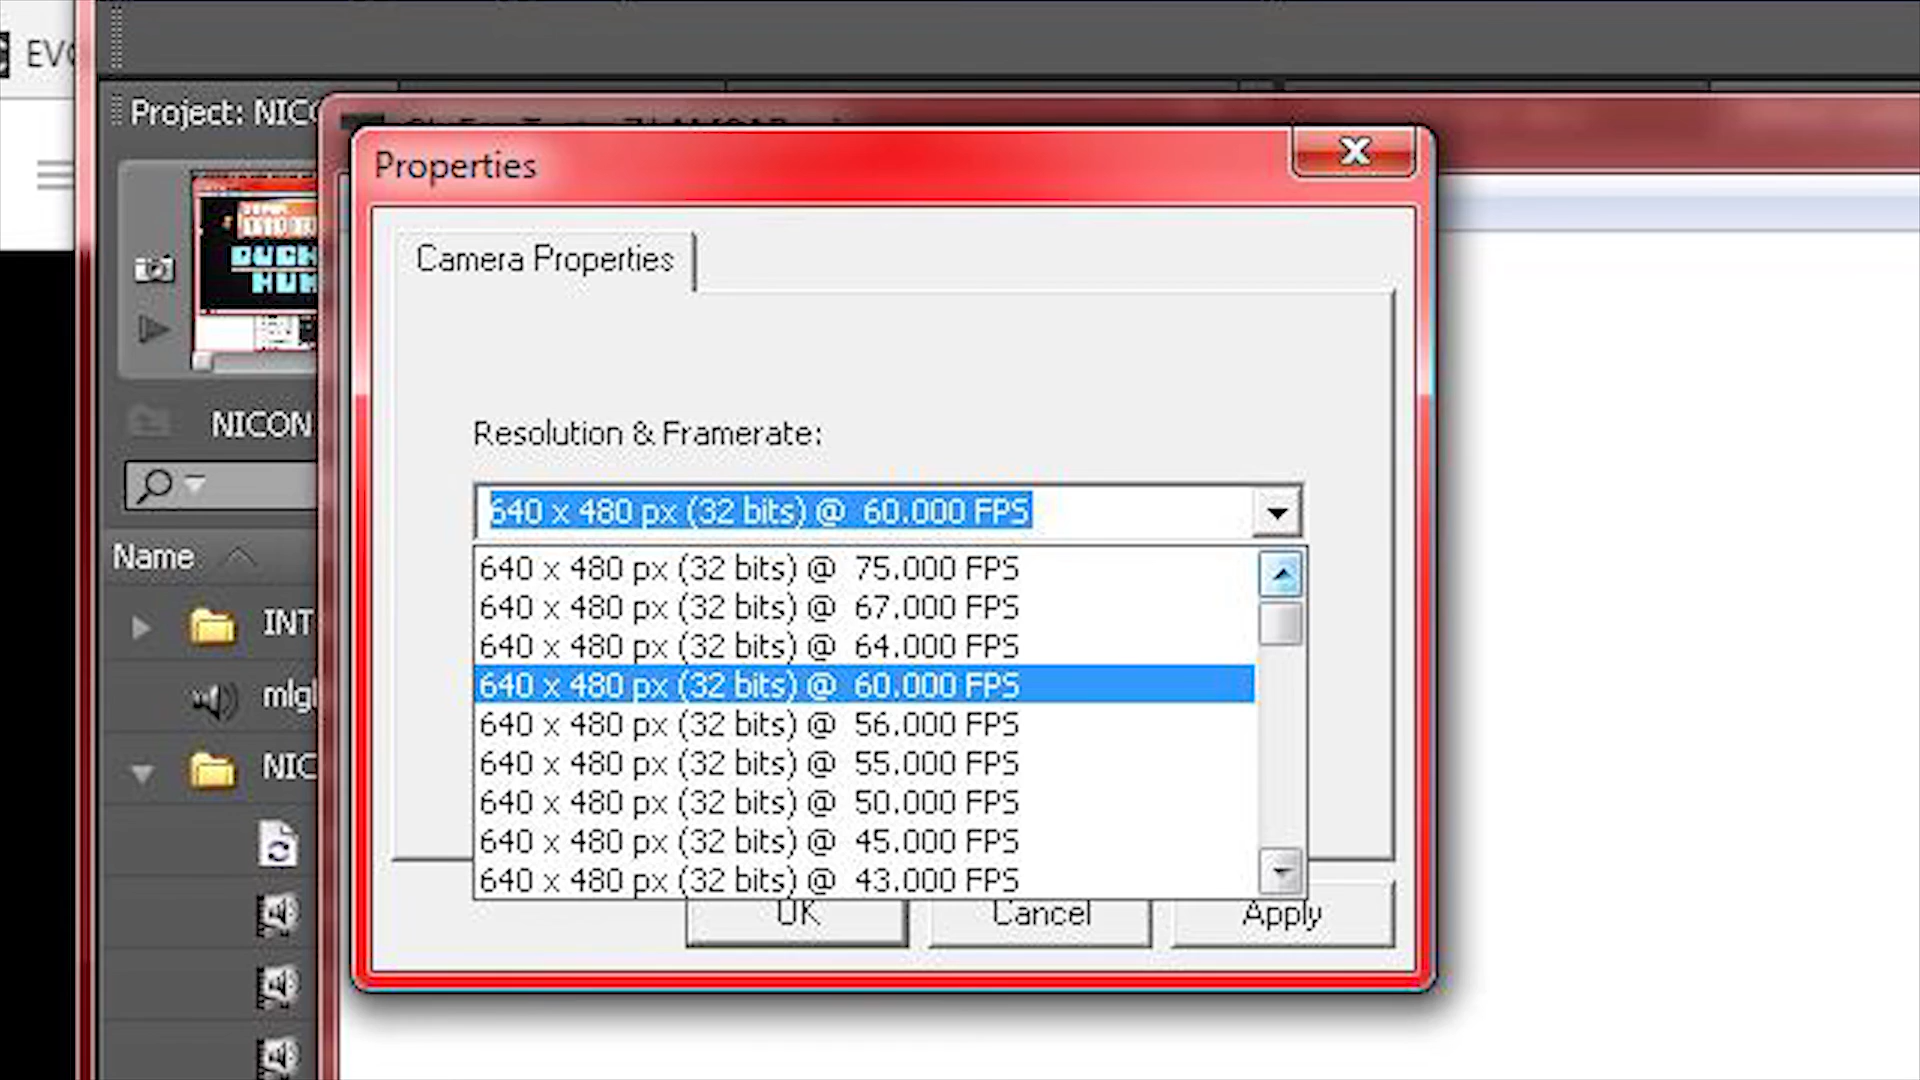 EVO
Project: NICO
Properties
Camera Properties
NICON
Resolution & Framerate:
640 x 480 px (32 bits) @ 60.000 FPS
Name
640 x 480 px (32 bits) @ 75.000 FPS
640 x 480 px (32 bits) @ 67.000 FPS
INT
640 x 480 px (32 bits) @ 64.000 FPS
640 x 480 px (32 bits) @ 60.000 FPS
mlgl
640 x 480 px (32 bits) @ 56.000 FPS
NIC
640 x 480 px (32 bits) @ 55.000 FPS
640 x 480 px (32 bits) @ 50.000 FPS
640 x 480 px (32 bits) @ 45.000 FPS
640 x 480 px (32 bits) @ 43.000 FPS
OK Cancel Apply